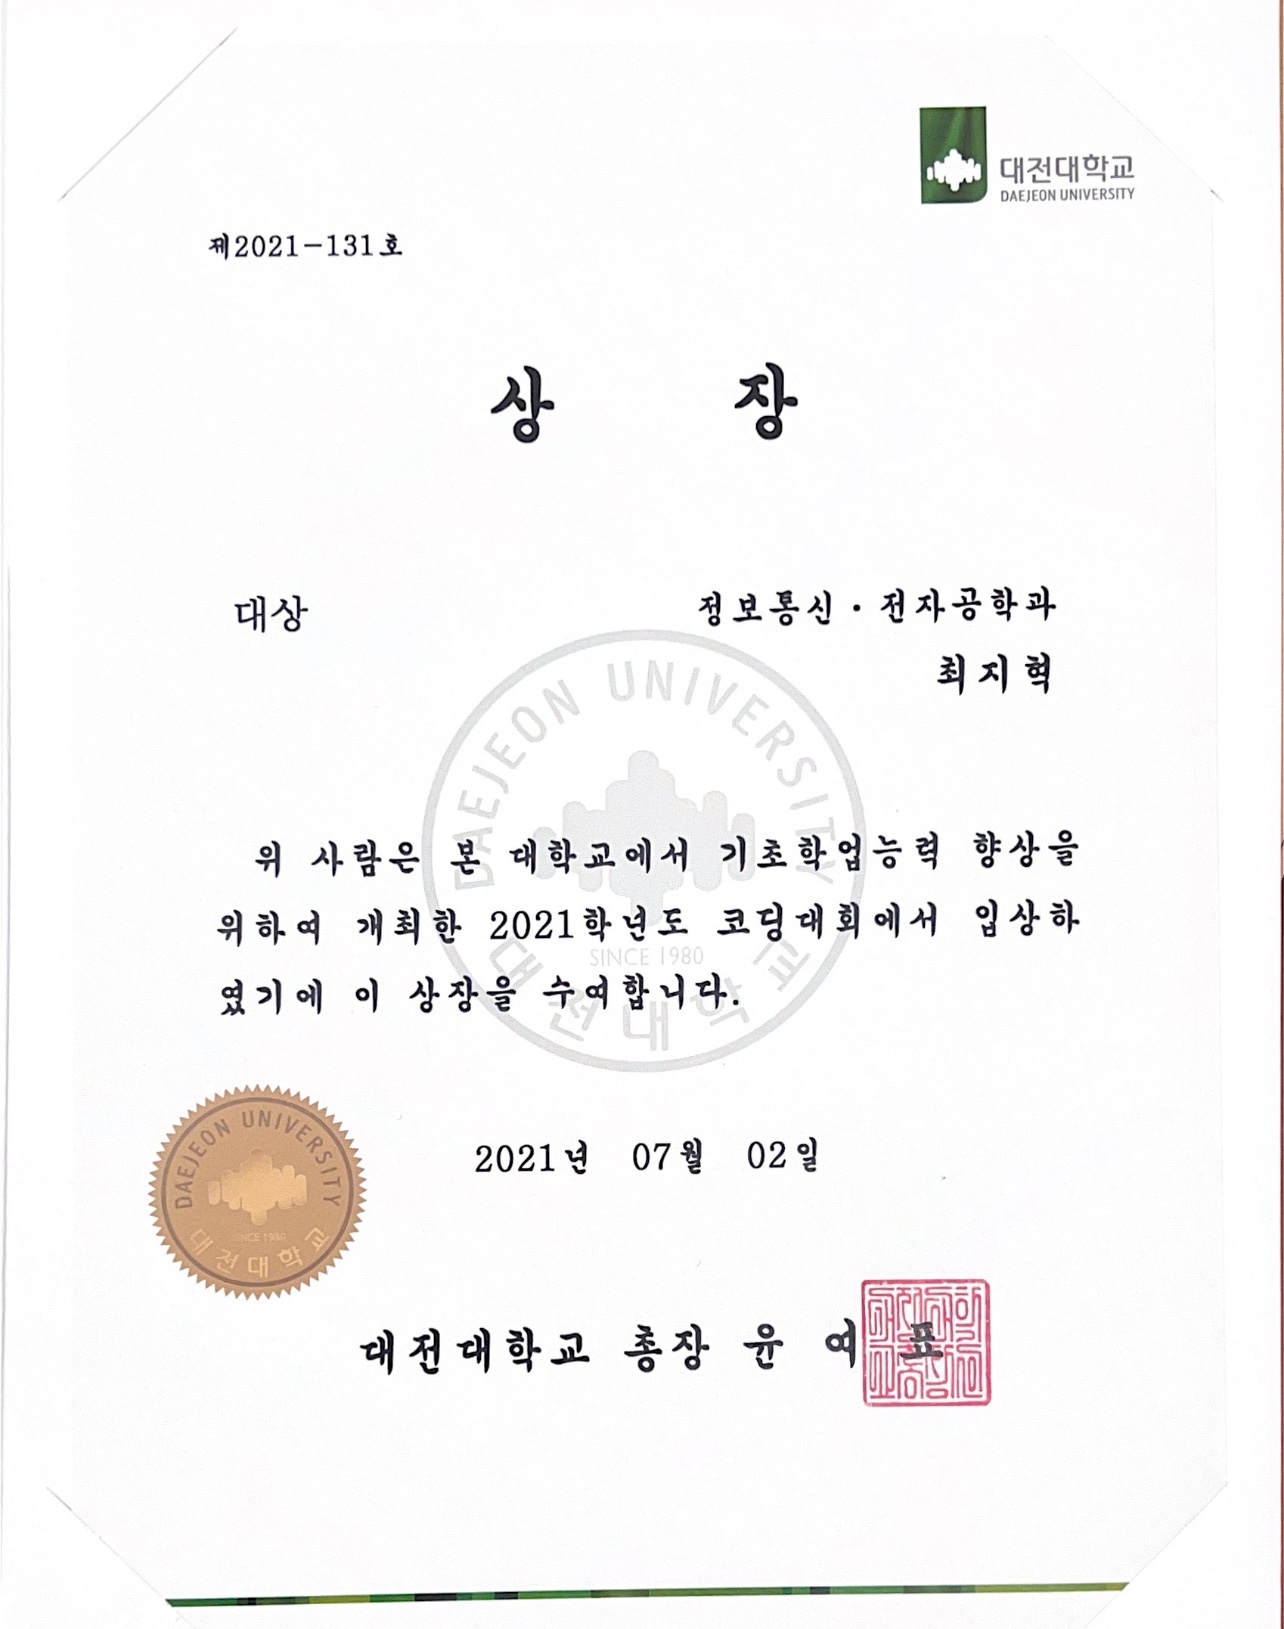 대전대학교
DAEJEON UNIVERSITY
제2021-131호
상 장
대상
정보통신·전자공학과
최지혁
DAEJEON UNIVERSITY
위 사람은 본 대학교에서 기초학업능력 향상을
위하여 개최한 2021학년도 코딩대회에서 입상하
였기에 이 상장을 수여합니다.
SINCE 1980
대전대학교
2021년 07월 02일
DAEJEON UNIVERSITY
SINCE 1980
대전대학교
대전대학교 총장 윤여표